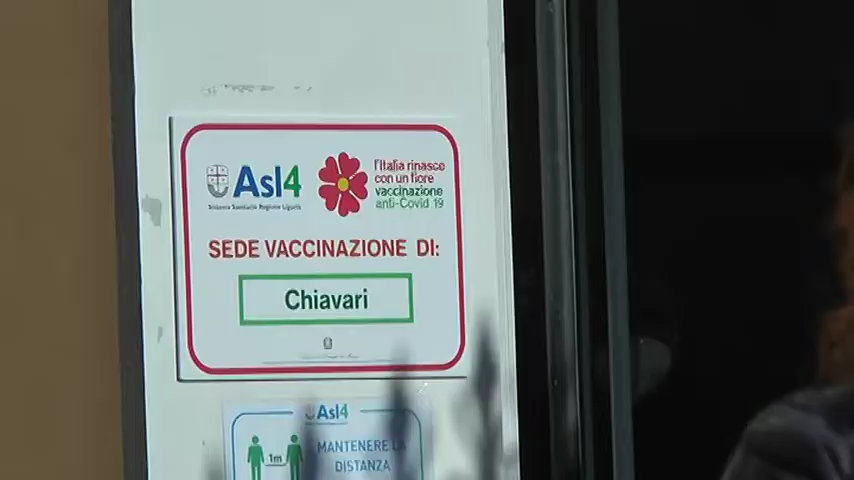 Asl4
Sistema Sanitario Regione Liguria
l'Italia rinasce
con un fiore
vaccinazione
anti-Covid 19
SEDE VACCINAZIONE DI:
Chiavari
Asl4
1m
MANTENERE LA
DISTANZA